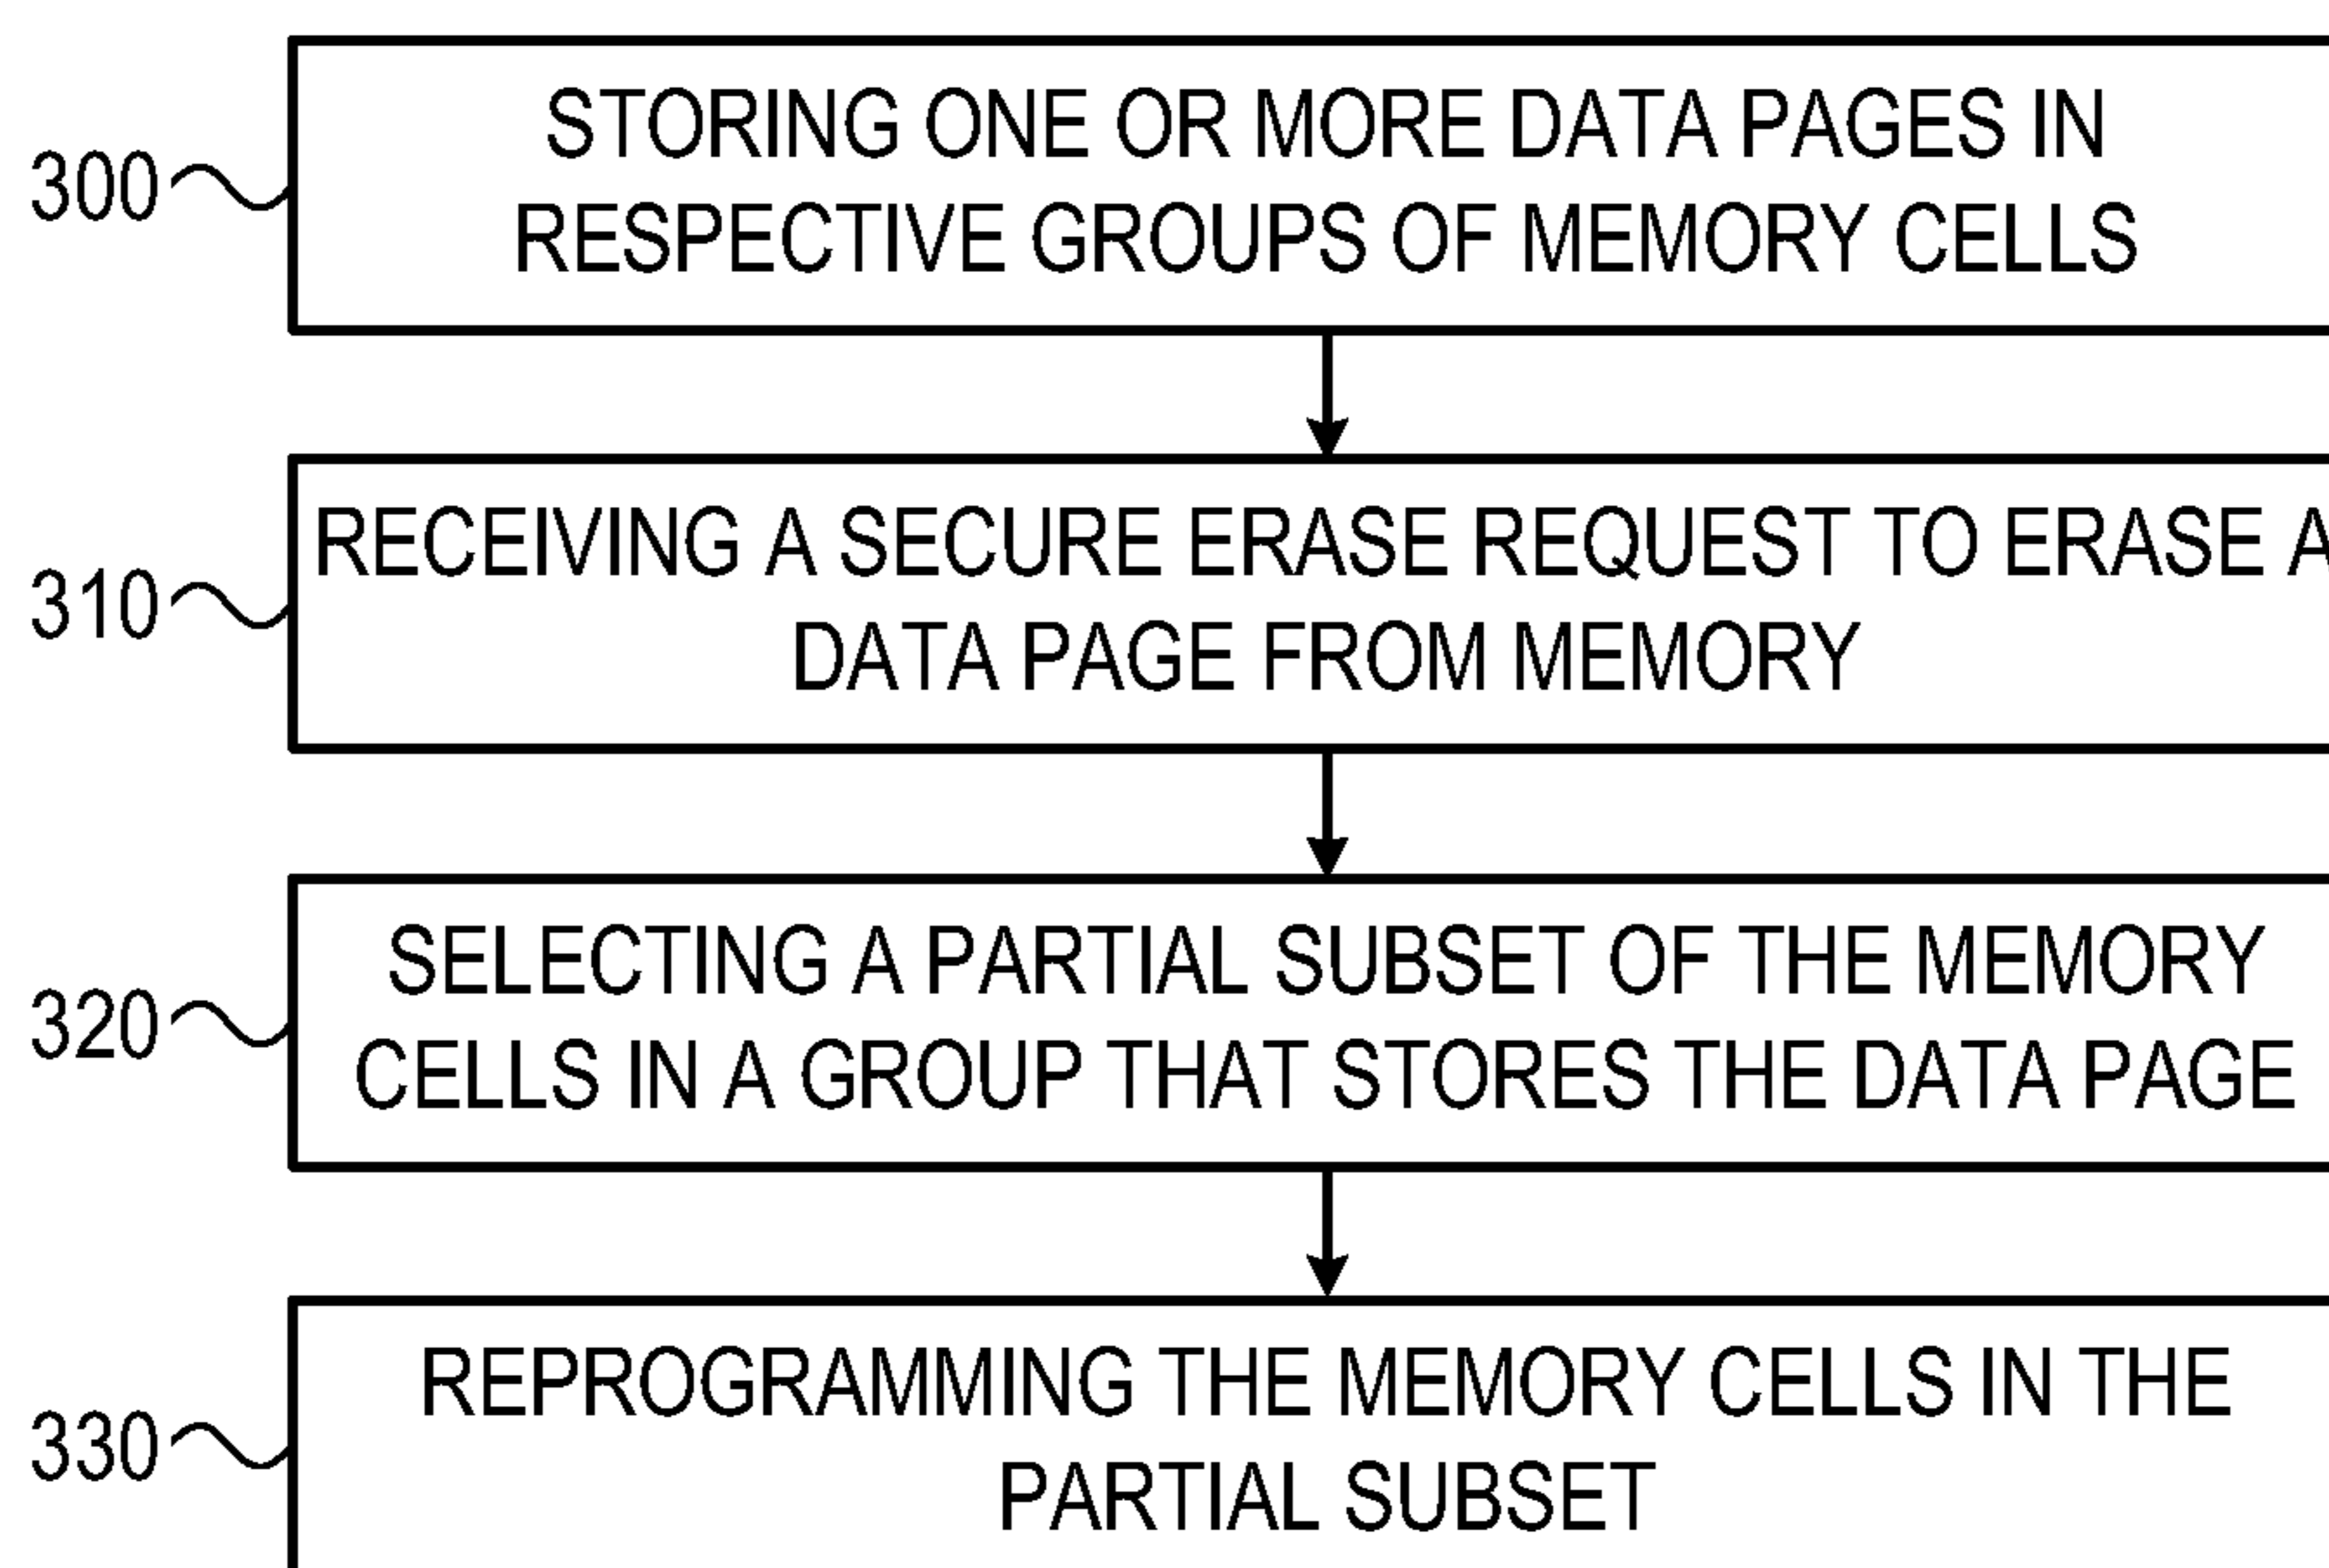 STORING ONE OR MORE DATA PAGES IN
300
RESPECTIVE GROUPS OF MEMORY CELLS
RECEIVING A SECURE ERASE REQUEST TO ERASE A
310
DATA PAGE FROM MEMORY
SELECTING A PARTIAL SUBSET OF THE MEMORY
320
CELLS IN A GROUP THAT STORES THE DATA PAGE
REPROGRAMMING THE MEMORY CELLS IN THE
330
PARTIAL SUBSET